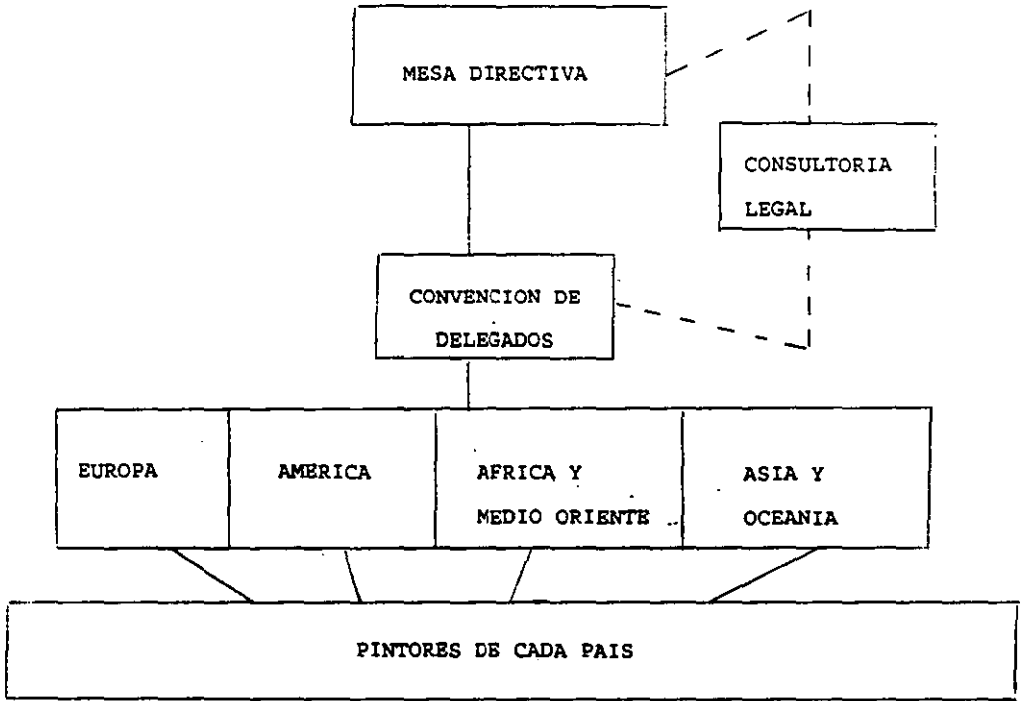 MESA DIRECTIVA
CONSULTORIA
LEGAL
CONVENCION DE
DELEGADOS
EUROPA
AMERICA
AFRICA Y
MEDIO ORIENTE
ASIA Y
OCEANIA
PINTORES DE CADA PAIS